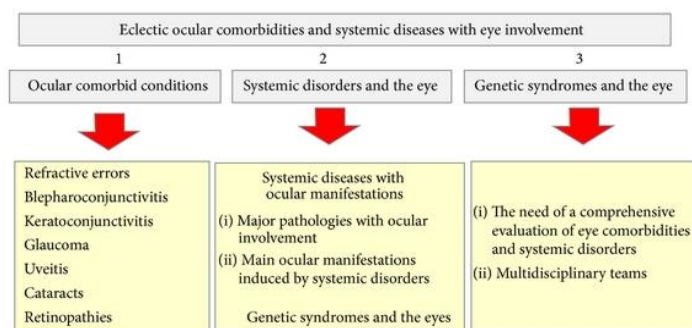 Eclectic ocular comorbidities and systemic diseases with eye involvement
1
2
3
Ocular comorbid conditions
Systemic disorders and the eye
Genetic syndromes and the eye
Refractive errors
Blepharoconjunctivitis
Keratoconjunctivitis
Glaucoma
Uveitis
Cataracts
Retinopathies
Systemic diseases with
ocular manifestations
(i) Major pathologies with ocular
involvement
(ii) Main ocular manifestations
induced by systemic disorders
Genetic syndromes and the eyes
(i) The need of a comprehensive
evaluation of eye comorbidities
and systemic disorders
(ii) Multidisciplinary teams